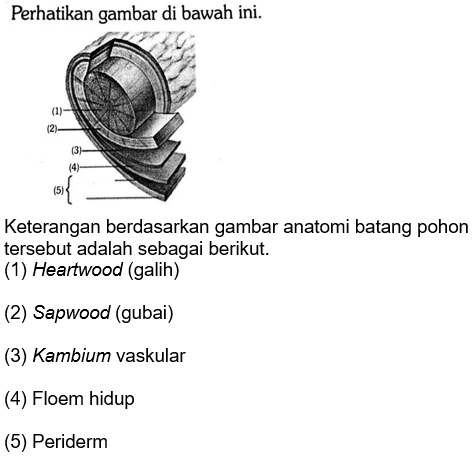 Perhatikan gambar di bawah ini.
(1)
(2)
(3)
(4)
(5)
Keterangan berdasarkan gambar anatomi batang pohon
tersebut adalah sebagai berikut.
(1) Heartwood (galih)
(2) Sapwood (gubai)
(3) Kambium vaskular
(4) Floem hidup
(5) Periderm